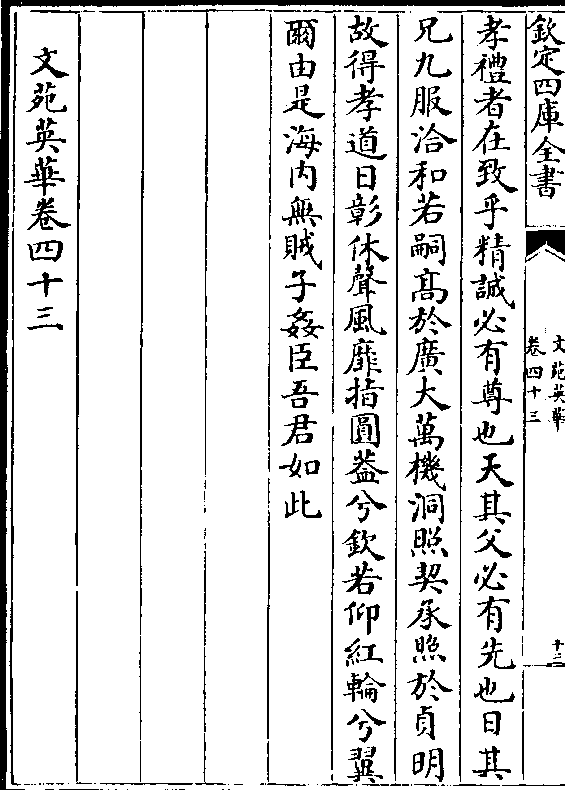 欽定四庫全書
文苑英華
卷四十三
十三
孝禮者在致乎精誠必有尊也天其父必有先也日其
兄九服洽和若嗣髙於廣大萬機洞照契承照於貞明
故得孝道日彰休聲風靡指圓葢兮欽若仰紅輪兮翼
爾由是海内無賊子姦臣吾君如此
文苑英華卷四十三